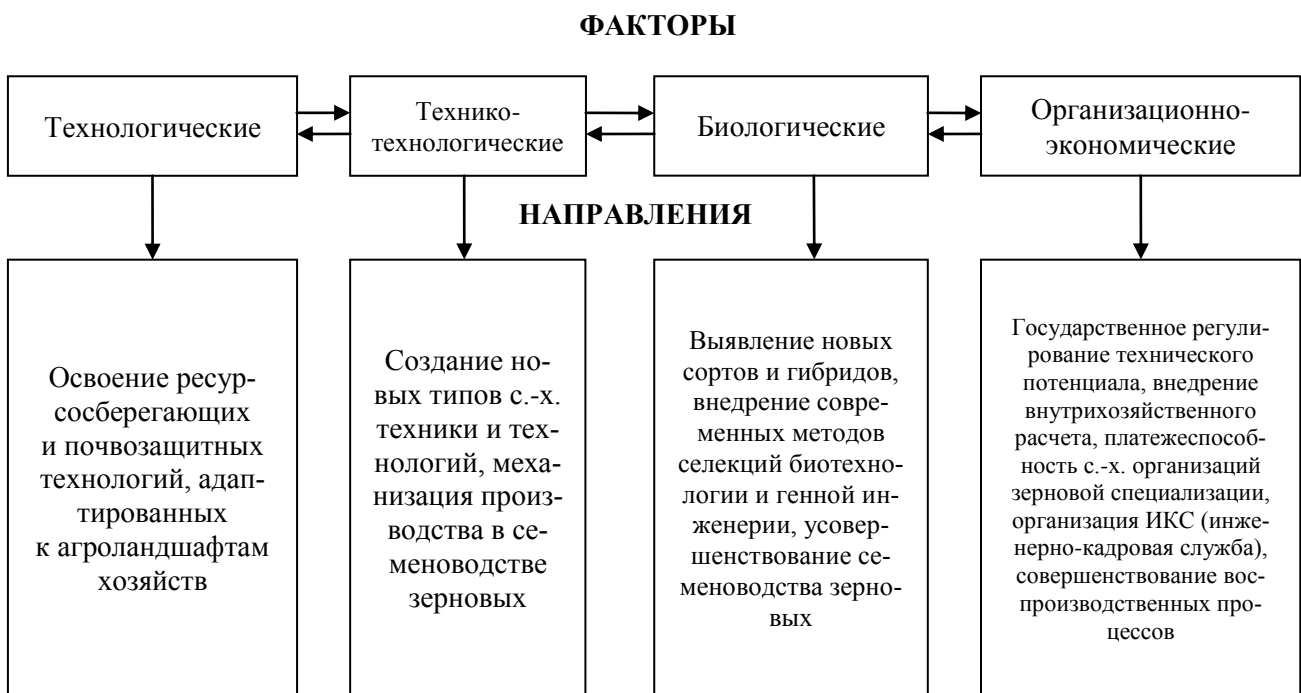 ФАКТОРЫ
Технологические
Технико-
технологические
Биологические
Организационно-
экономические
НАПРАВЛЕНИЯ
Освоение ресур-
сосберегающих
и почвозащитных
технологий, адап-
тированных
к агроландшафтам
хозяйств
Создание но-
вых типов с.-х.
техники и тех-
нологий, меха-
низация произ-
водства в се-
меноводстве
зерновых
Выявление новых
сортов и гибридов,
внедрение совре-
менных методов
селекций биотехно-
логии и генной ин-
женерии, усовер-
шенствование се-
меноводства зерно-
вых
Государственное регули-
рование технического
потенциала, внедрение
внутрихозяйственного
расчета, платежеспособ-
ность с.-х. организаций
зерновой специализации,
организация ИКС (инже-
нерно-кадровая служба),
совершенствование вос-
производственных про-
цессов